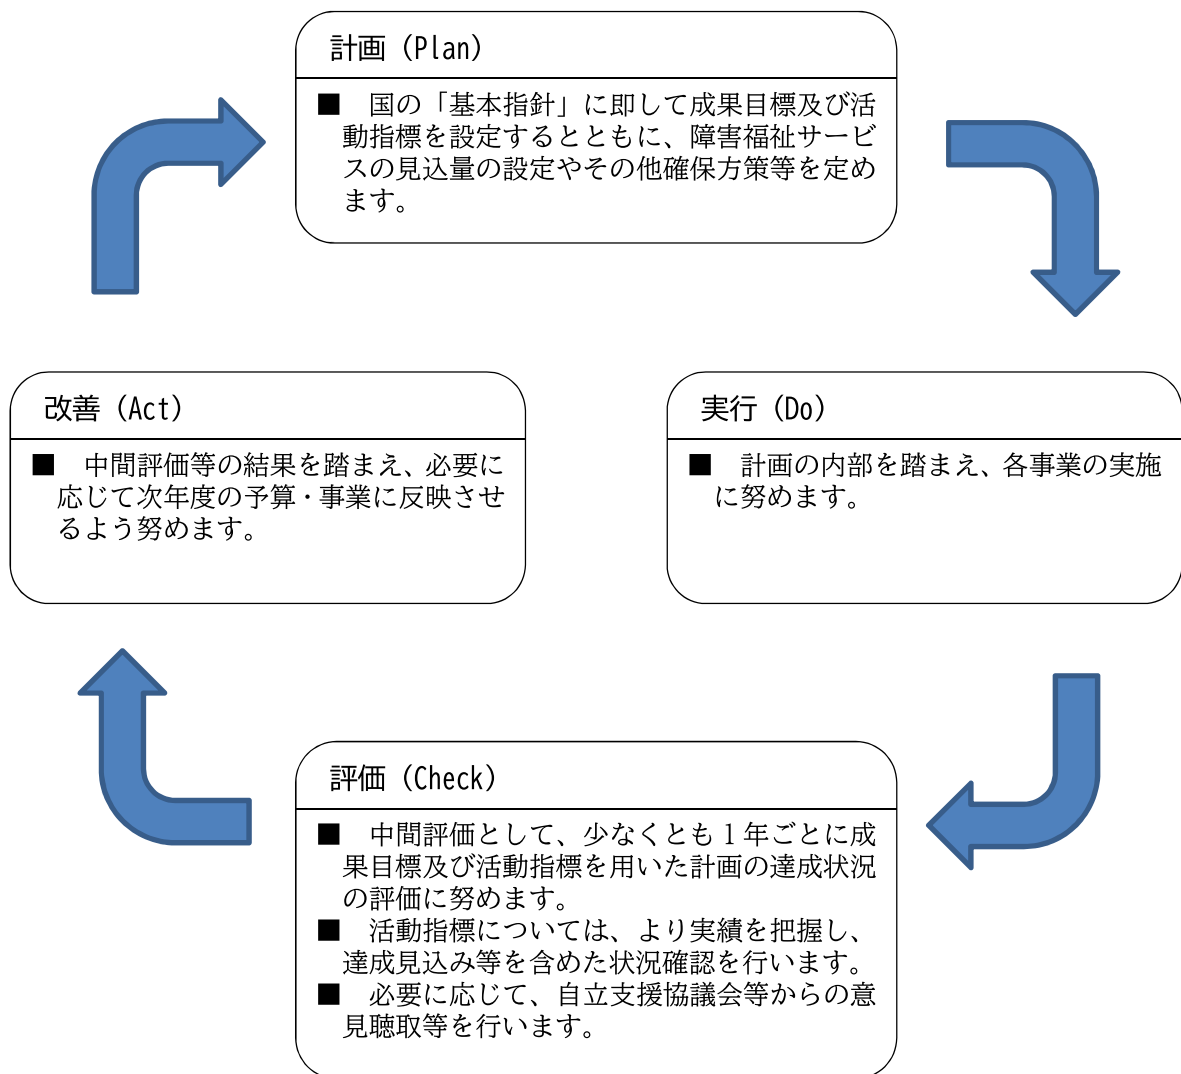 計画（Plan）
■　国の「基本指針」に即して成果目標及び活
動指標を設定するとともに、障害福祉サービ
スの見込量の設定やその他確保方策等を定め
ます。
改善（Act）
■　中間評価等の結果を踏まえ、必要に
応じて次年度の予算・事業に反映させ
るよう努めます。
実行（Do）
■　計画の内部を踏まえ、各事業の実施
に努めます。
評価（Check）
■　中間評価として、少なくとも１年ごとに成
果目標及び活動指標を用いた計画の達成状況
の評価に努めます。
■　活動指標については、より実績を把握し、
達成見込み等を含めた状況確認を行います。
■　必要に応じて、自立支援協議会等からの意
見聴取等を行います。